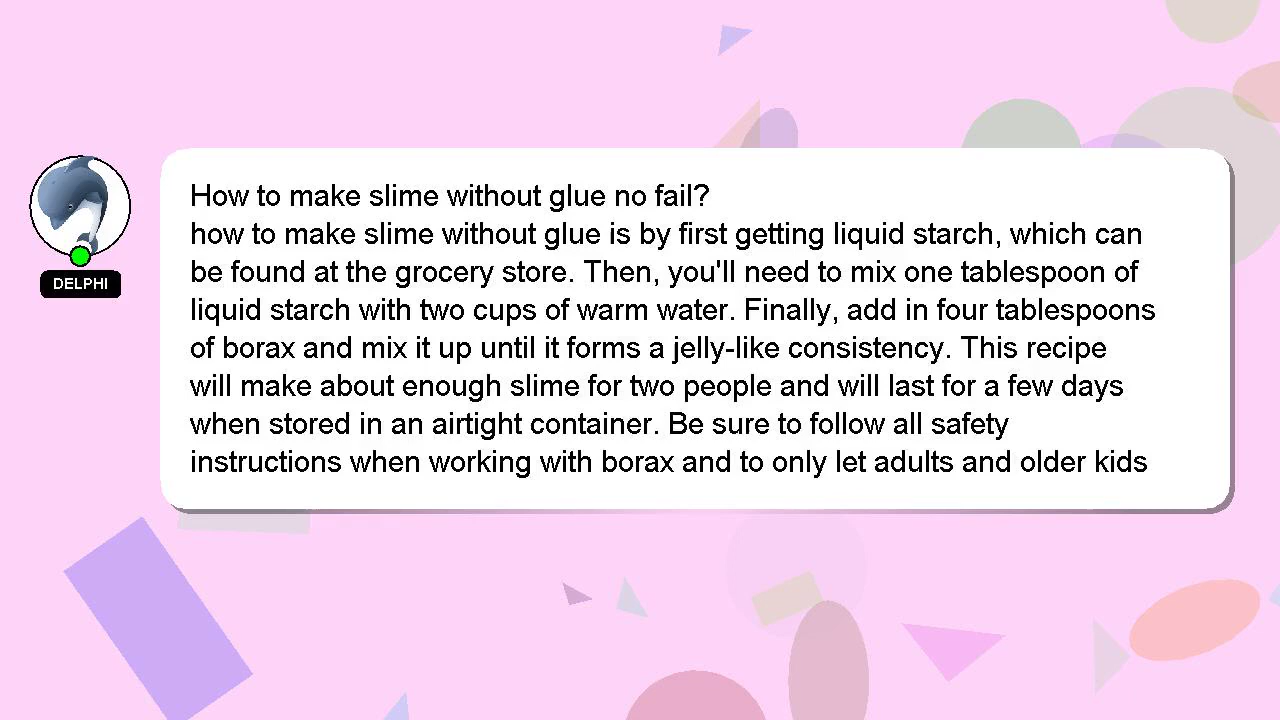 How to make slime without glue no fail?
how to make slime without glue is by first getting liquid starch, which can
be found at the grocery store. Then, you'll need to mix one tablespoon of
liquid starch with two cups of warm water. Finally, add in four tablespoons
of borax and mix it up until it forms a jelly-like consistency. This recipe
will make about enough slime for two people and will last for a few days
when stored in an airtight container. Be sure to follow all safety
instructions when working with borax and to only let adults and older kids
DELPHI